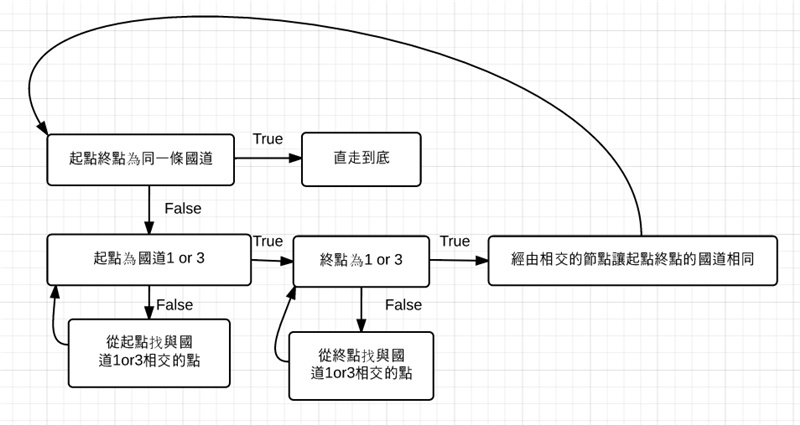 起點終點為同一條國道
True
直走到底
False
起點為國道1 or 3
True
終點為1 or 3
True
經由相交的節點讓起點終點的國道相同
False
從起點找與國
道1or3相交的點
False
從終點找與國
道1or3相交的點